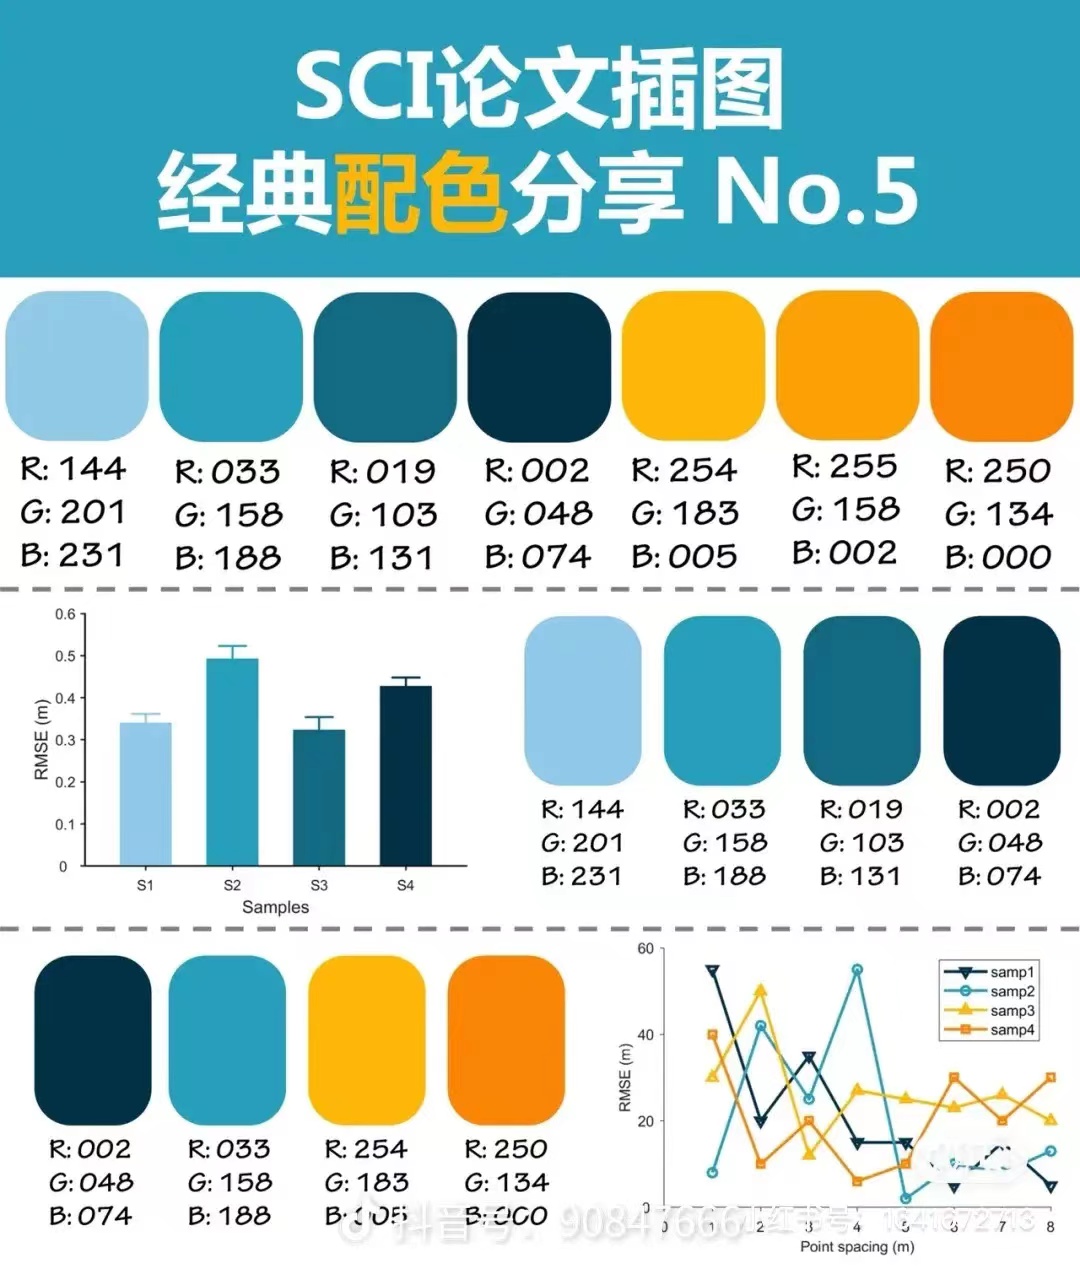 SCI论文插图
经典配色分享 No.5
R: 144 R: 033 R: 019 R: 002 R: 254 R: 255 R: 250
G: 201 G: 158 G: 103 G: 048 G: 183 G: 158 G: 134
B: 231 B: 188 B: 131 B: 074 B: 005 B: 002 B: 000
0.6
0.5
0.4
0.3
0.2
0.1
0
RMSE (m)
S1 S2 S3 S4
Samples
R: 144 R: 033 R: 019 R: 002
G: 201 G: 158 G: 103 G: 048
B: 231 B: 188 B: 131 B: 074
R: 002 R: 033 R: 254 R: 250
G: 048 G: 158 G: 183 G: 134
B: 074 B: 188 B: 005 B: 000
60
40
20
0
RMSE (m)
samp1
samp2
samp3
samp4
0 1 2 3 4 5 6 7 8
Point spacing (m)
抖音号: 90847666
小红书号: